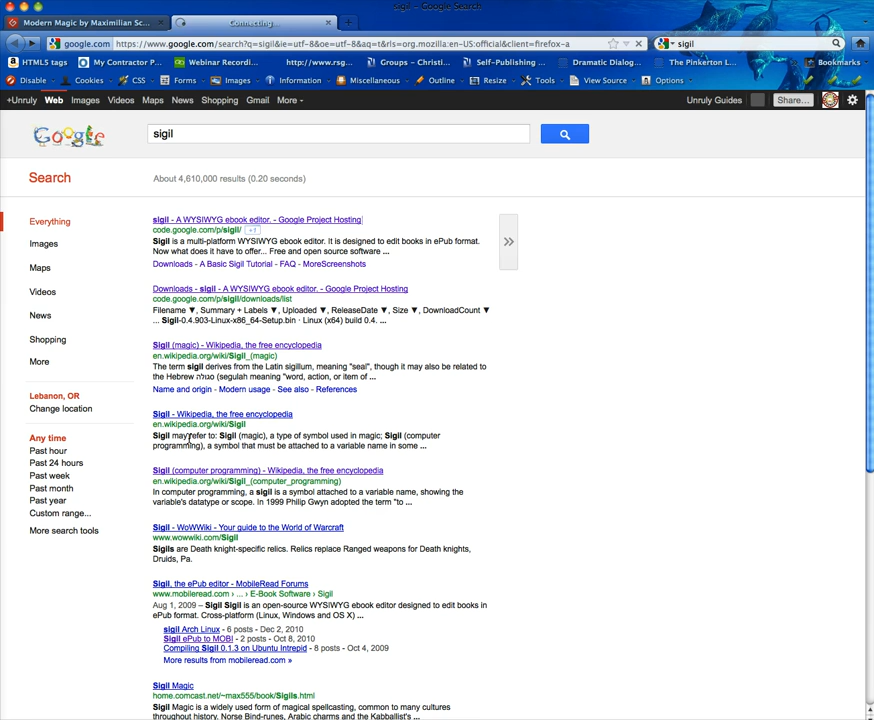 sigil - Google Search
Modern Magic by Maximilian Sc...
Connecting...
google.com https://www.google.com/search?q=sigil&ie=utf-8&oe=utf-8&aq=t&rls=org.mozilla:en-US:official&client=firefox-a
sigil
HTML5 tags My Contractor P... Webinar Recordi... http://www.rsg... Groups - Christi... Self-Publishing ... Dramatic Dialog... The Pinkerton L... Bookmarks
Disable Cookies CSS Forms Images Information Miscellaneous Outline Resize Tools View Source Options
+Unruly Web Images Videos Maps News Shopping Gmail More Unruly Guides Share...
Google
sigil
Search
About 4,610,000 results (0.20 seconds)
Everything
Images
Maps
Videos
News
Shopping
More
Lebanon, OR
Change location
Any time
Past hour
Past 24 hours
Past week
Past month
Past year
Custom range...
More search tools
sigil - A WYSIWYG ebook editor. - Google Project Hosting
code.google.com/p/sigil/ +1
Sigil is a multi-platform WYSIWYG ebook editor. It is designed to edit books in ePub format.
Now what does it have to offer... Free and open source software ...
Downloads - A Basic Sigil Tutorial - FAQ - MoreScreenshots
Downloads - sigil - A WYSIWYG ebook editor. - Google Project Hosting
code.google.com/p/sigil/downloads/list
Filename ▼, Summary + Labels ▼, Uploaded ▼, ReleaseDate ▼, Size ▼, DownloadCount ▼
... Sigil-0.4.903-Linux-x86_64-Setup.bin · Linux (x64) build 0.4. ...
Sigil (magic) - Wikipedia, the free encyclopedia
en.wikipedia.org/wiki/Sigil_(magic)
The term sigil derives from the Latin sigillum, meaning "seal", though it may also be related to
the Hebrew סגולה (segulah meaning "word, action, or item of ...
Name and origin - Modern usage - See also - References
Sigil - Wikipedia, the free encyclopedia
en.wikipedia.org/wiki/Sigil
Sigil may refer to: Sigil (magic), a type of symbol used in magic; Sigil (computer
programming), a symbol that must be attached to a variable name in some ...
Sigil (computer programming) - Wikipedia, the free encyclopedia
en.wikipedia.org/wiki/Sigil_(computer_programming)
In computer programming, a sigil is a symbol attached to a variable name, showing the
variable's datatype or scope. In 1999 Philip Gwyn adopted the term "to ...
Sigil - WoWWiki - Your guide to the World of Warcraft
www.wowwiki.com/Sigil
Sigils are Death knight-specific relics. Relics replace Ranged weapons for Death knights,
Druids, Pa.
Sigil, the ePub editor - MobileRead Forums
www.mobileread.com › ... › E-Book Software › Sigil
Aug 1, 2009 – Sigil Sigil is an open-source WYSIWYG ebook editor designed to edit books in
ePub format. Cross-platform (Linux, Windows and OS X) ...
sigil Arch Linux - 6 posts - Dec 2, 2010
Sigil ePub to MOBI - 2 posts - Oct 8, 2010
Compiling Sigil 0.1.3 on Ubuntu Intrepid - 8 posts - Oct 4, 2009
More results from mobileread.com »
Sigil Magic
home.comcast.net/~max555/book/Sigils.html
Sigil Magic is a widely used form of magical spellcasting, common to many cultures
throughout history. Norse Bind-runes, Arabic charms and the Kabballist's ...